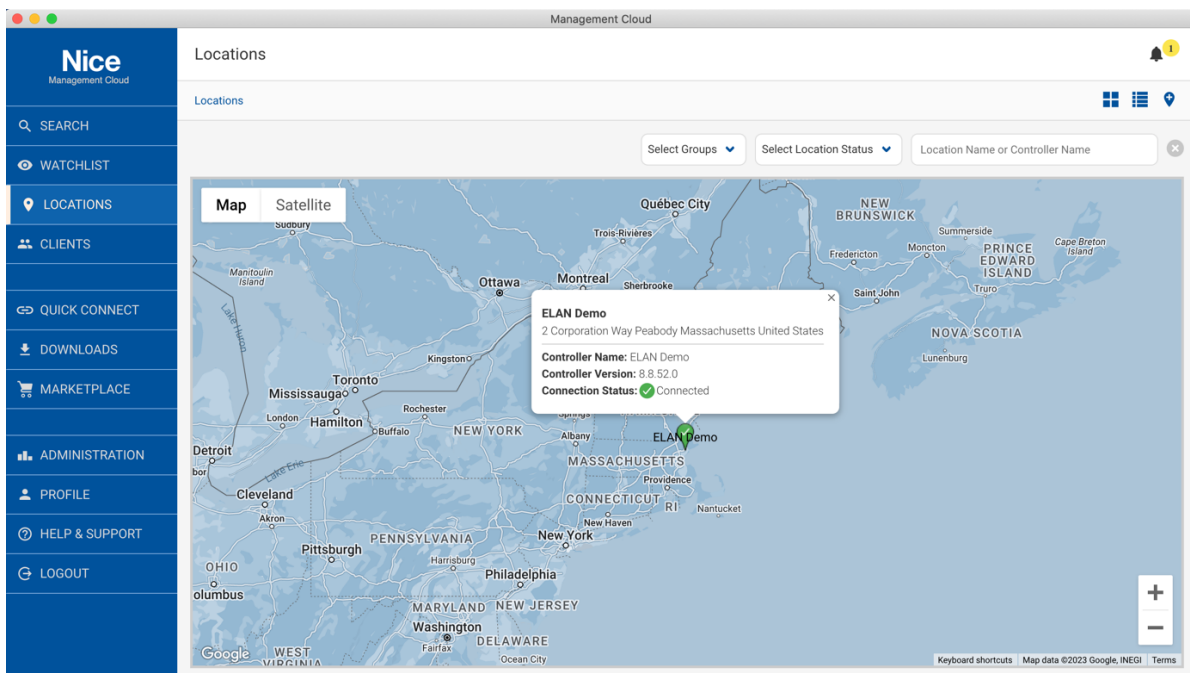 Management Cloud
Nice
Management Cloud
SEARCH
WATCHLIST
LOCATIONS
CLIENTS
QUICK CONNECT
DOWNLOADS
MARKETPLACE
ADMINISTRATION
PROFILE
HELP & SUPPORT
LOGOUT
Locations
1
Locations
Select Groups
Select Location Status
Location Name or Controller Name
Map
Satellite
Sudbury
Québec City
NEW
BRUNSWICK
Trois-Rivières
Summerside
Fredericton
Moncton
PRINCE
EDWARD
ISLAND
Cape Breton
Island
Manitoulin
Island
Ottawa
Montreal
Sherbrooke
Saint John
Truro
Lake Huron
NOVA SCOTIA
Lunenburg
ELAN Demo
2 Corporation Way Peabody Massachusetts United States
Controller Name: ELAN Demo
Controller Version: 8.8.52.0
Connection Status: Connected
Kingston
Toronto
Mississauga
London
Hamilton
Rochester
Buffalo
NEW YORK
Springs
Albany
ELAN Demo
Detroit
bor
Lake Erie
MASSACHUSETTS
Providence
Cleveland
CONNECTICUT
RI
Nantucket
Akron
New Haven
PENNSYLVANIA
New York
Pittsburgh
Harrisburg
OHIO
Philadelphia
olumbus
MARYLAND
NEW JERSEY
Washington
DELAWARE
Fairfax
WEST
VIRGINIA
Ocean City
Google
Keyboard shortcuts
Map data ©2023 Google, INEGI
Terms